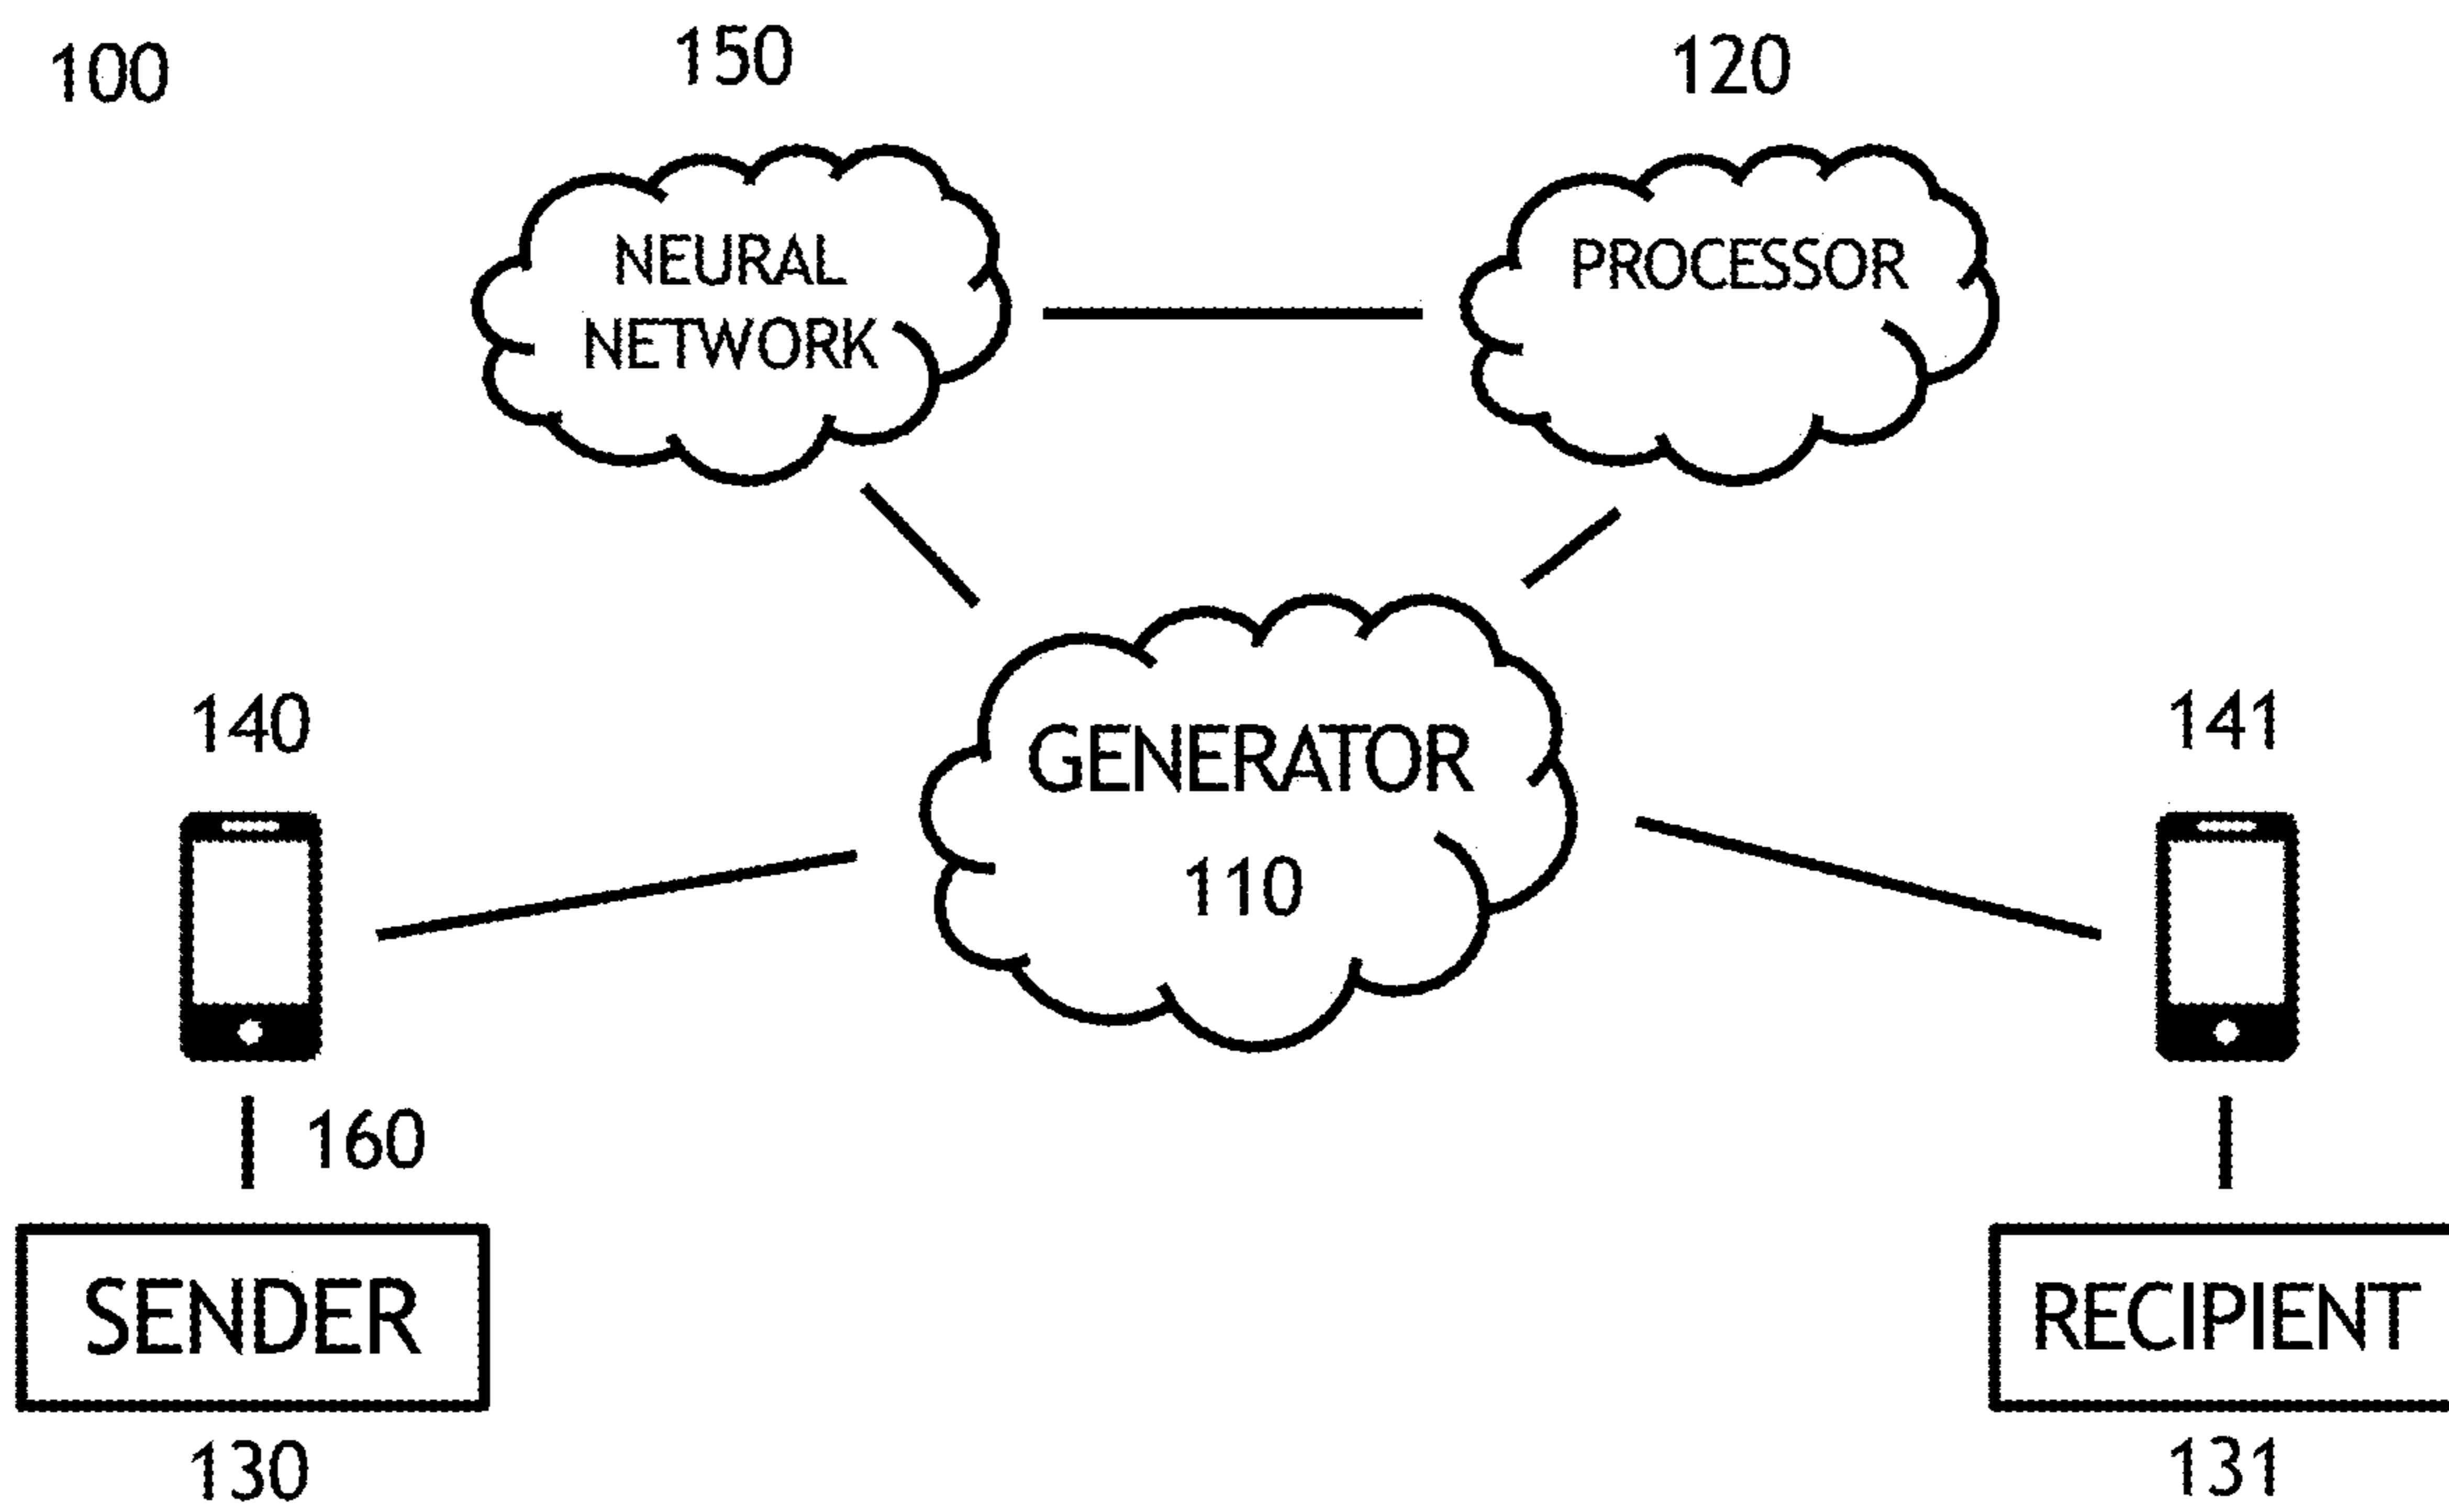 100
150
120
NEURAL
NETWORK
PROCESSOR
140
GENERATOR
110
141
160
SENDER
130
RECIPIENT
131